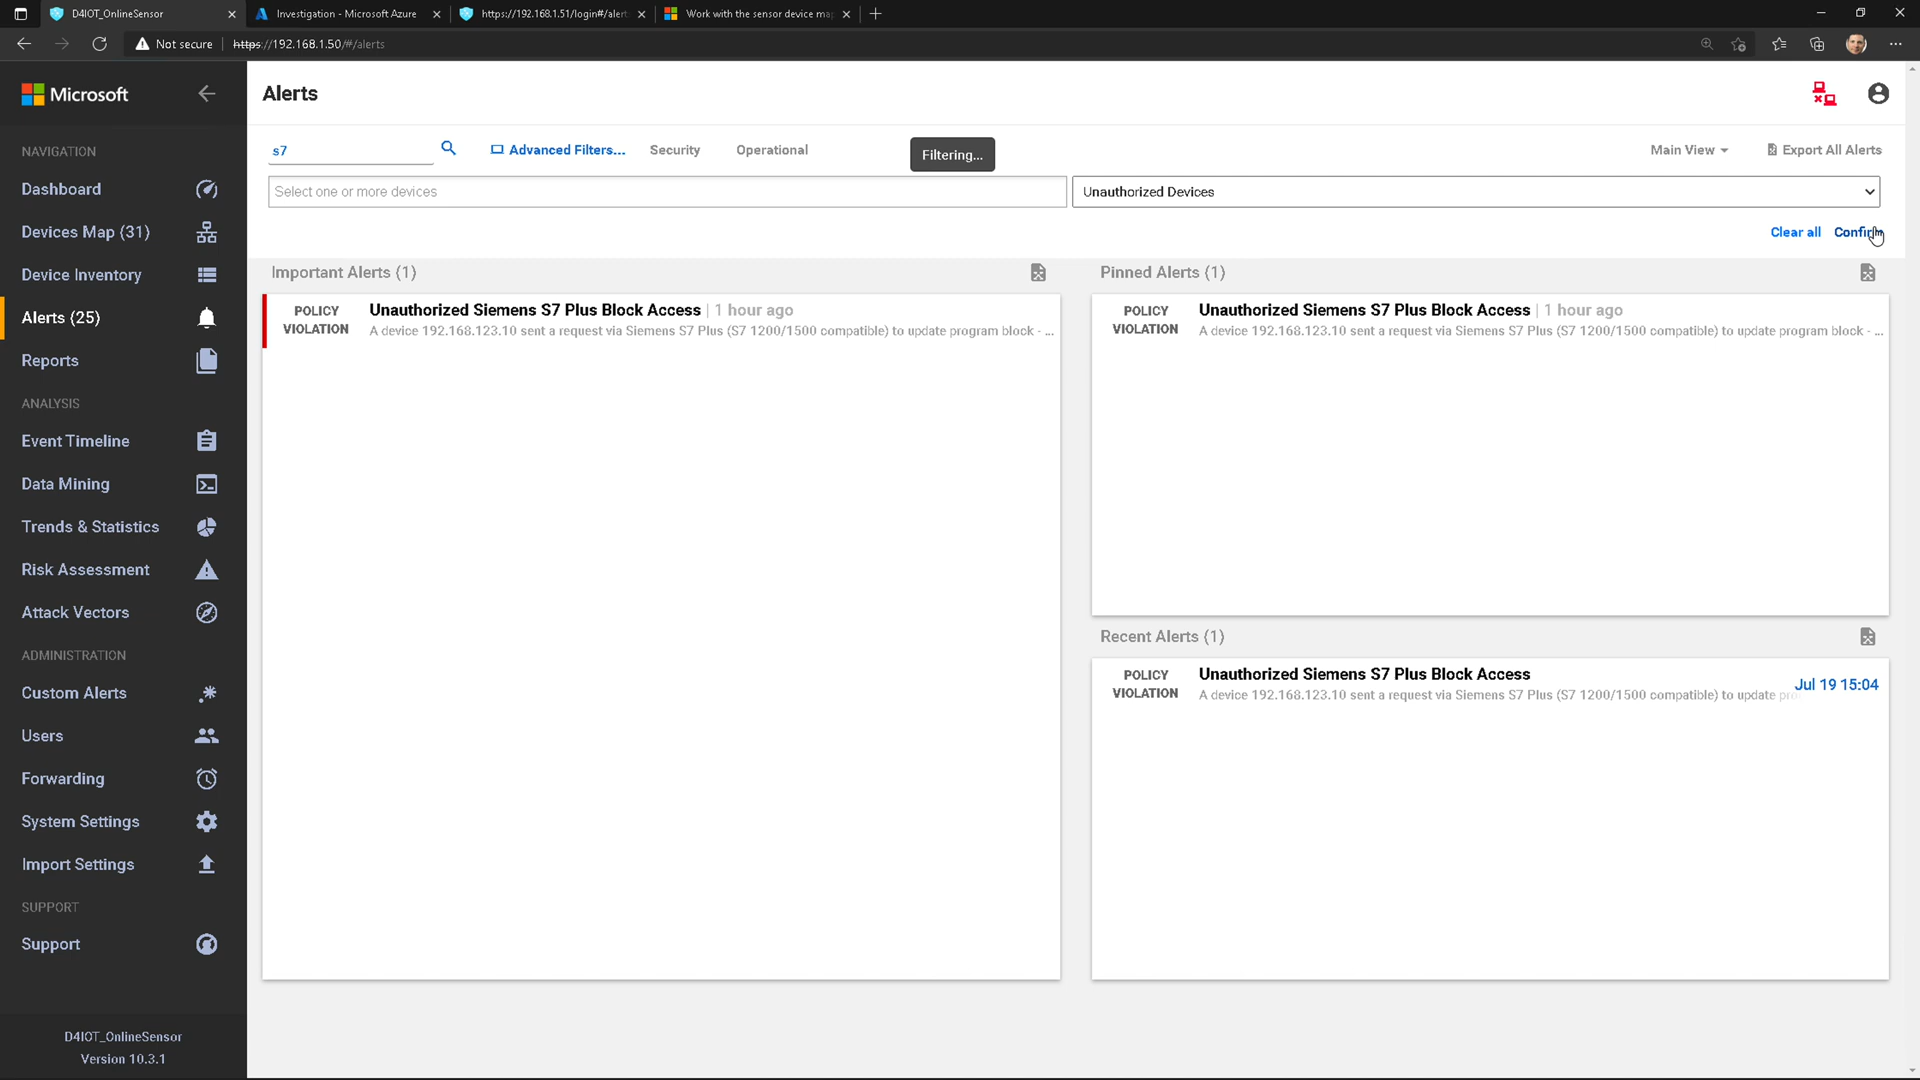 D4IOT_OnlineSensor
Investigation - Microsoft Azure
https://192.168.1.51/login#/alert
Work with the sensor device ma
Not secure
https://192.168.1.50/#/alerts
Microsoft
Alerts
NAVIGATION
Dashboard
Devices Map (31)
Device Inventory
Alerts (25)
Reports
ANALYSIS
Event Timeline
Data Mining
Trends & Statistics
Risk Assessment
Attack Vectors
ADMINISTRATION
Custom Alerts
Users
Forwarding
System Settings
Import Settings
SUPPORT
Support
D4IOT_OnlineSensor
Version 10.3.1
s7
Advanced Filters...
Security
Operational
Filtering...
Main View
Export All Alerts
Select one or more devices
Unauthorized Devices
Clear all
Confirm
Important Alerts (1)
POLICY VIOLATION
Unauthorized Siemens S7 Plus Block Access | 1 hour ago
A device 192.168.123.10 sent a request via Siemens S7 Plus (S7 1200/1500 compatible) to update program block - ...
Pinned Alerts (1)
POLICY VIOLATION
Unauthorized Siemens S7 Plus Block Access | 1 hour ago
A device 192.168.123.10 sent a request via Siemens S7 Plus (S7 1200/1500 compatible) to update program block - ...
Recent Alerts (1)
POLICY VIOLATION
Unauthorized Siemens S7 Plus Block Access
A device 192.168.123.10 sent a request via Siemens S7 Plus (S7 1200/1500 compatible) to update pro
Jul 19 15:04